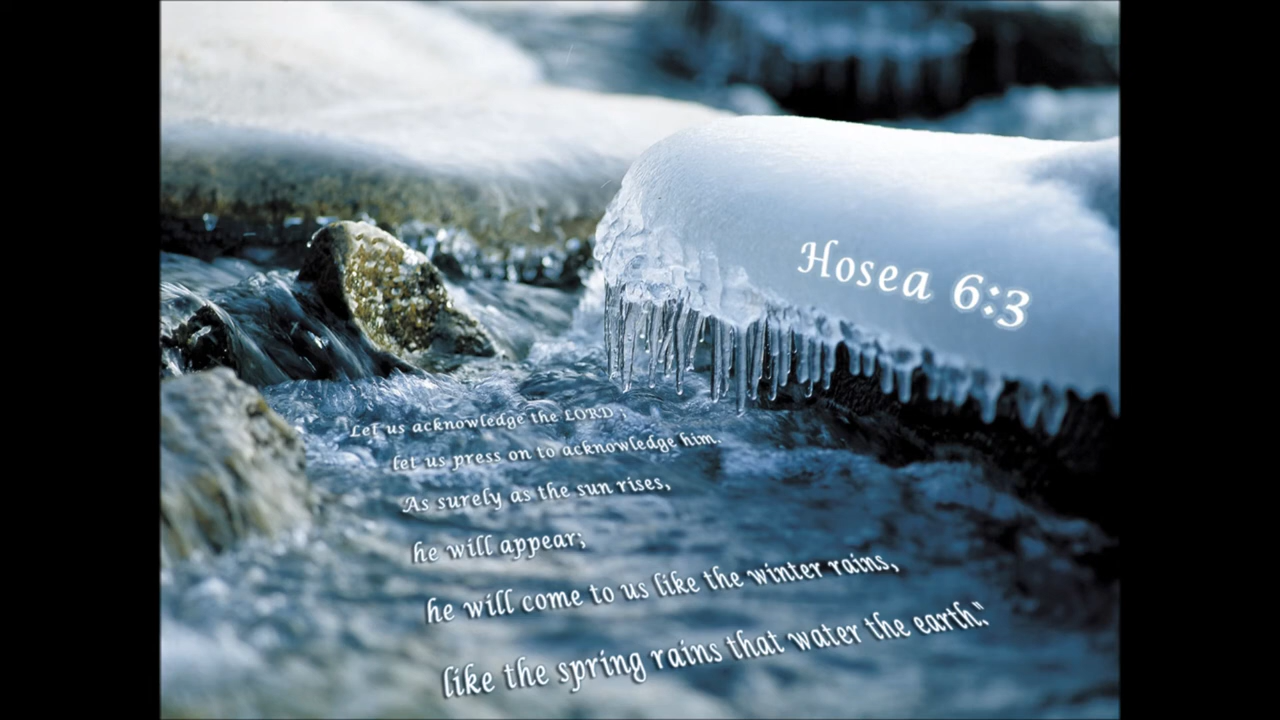 Hosea 6:3
Let us acknowledge the LORD ;
let us press on to acknowledge him.
As surely as the sun rises,
he will appear;
he will come to us like the winter rains,
like the spring rains that water the earth."